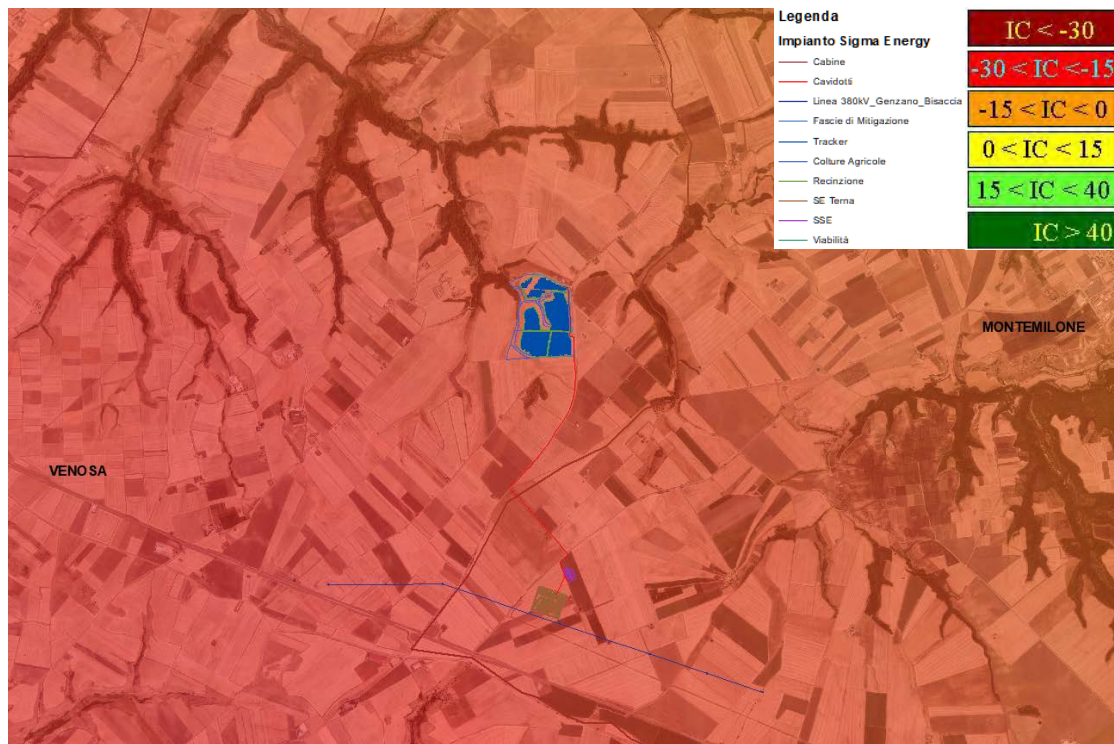 Legenda
Impianto Sigma Energy
Cabine
Cavidotti
Linea 380kV_Genzano_Bisaccia
Fascie di Mitigazione
Tracker
Colture Agricole
Recinzione
SE Terna
SSE
Viabilità
IC < -30
-30 < IC <-15
-15 < IC < 0
0 < IC < 15
15 < IC < 40
IC > 40
MONTEMILONE
VENOSA